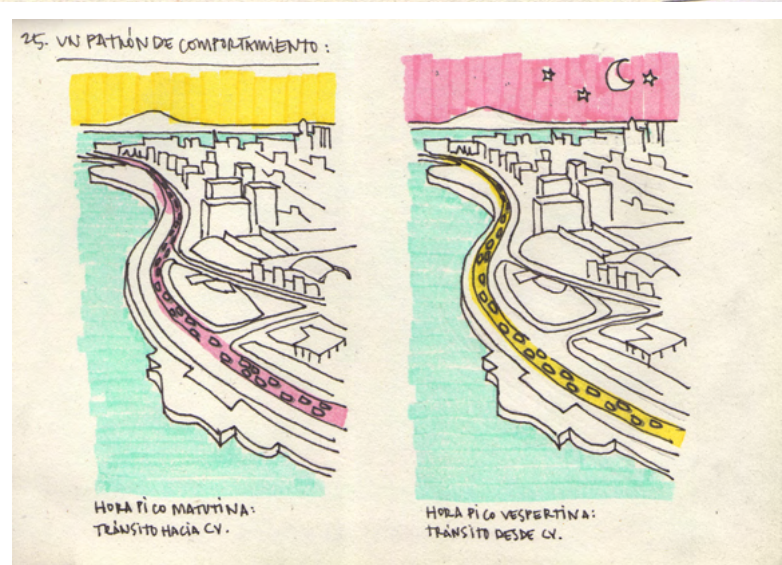 25. UN PATRÓN DE COMPORTAMIENTO:
HORA PICO MATUTINA:
TRÁNSITO HACIA CV.
HORA PICO VESPERTINA:
TRÁNSITO DESDE CV.